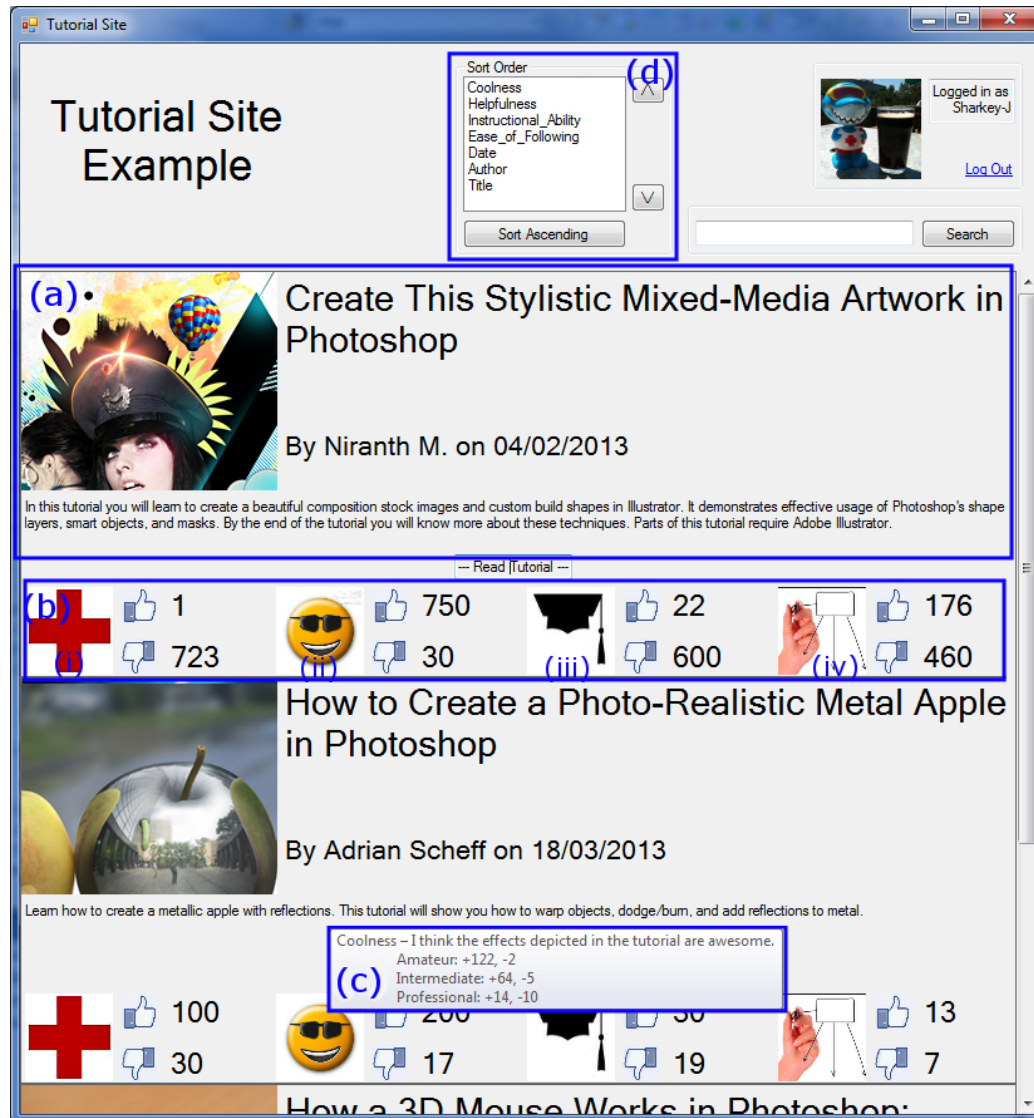 Tutorial Site
Tutorial Site
Example
Sort Order
(d)
Coolness
Helpfulness
Instructional_Ability
Ease_of_Following
Date
Author
Title
Sort Ascending
Logged in as
Sharkey-J
Log Out
Search
(a)
Create This Stylistic Mixed-Media Artwork in
Photoshop
By Niranth M. on 04/02/2013
In this tutorial you will learn to create a beautiful composition stock images and custom build shapes in Illustrator. It demonstrates effective usage of Photoshop's shape
layers, smart objects, and masks. By the end of the tutorial you will know more about these techniques. Parts of this tutorial require Adobe Illustrator.
--- Read Tutorial ---
(b)
1 750 22 176
723 30 600 460
(i) (ii) (iii) (iv)
How to Create a Photo-Realistic Metal Apple
in Photoshop
By Adrian Scheff on 18/03/2013
Learn how to create a metallic apple with reflections. This tutorial will show you how to warp objects, dodge/burn, and add reflections to metal.
Coolness – I think the effects depicted in the tutorial are awesome.
Amateur: +122, -2
Intermediate: +64, -5
Professional: +14, -10
(c)
100 200 30 13
30 17 19 7
How a 3D Mouse Works in Photoshop: